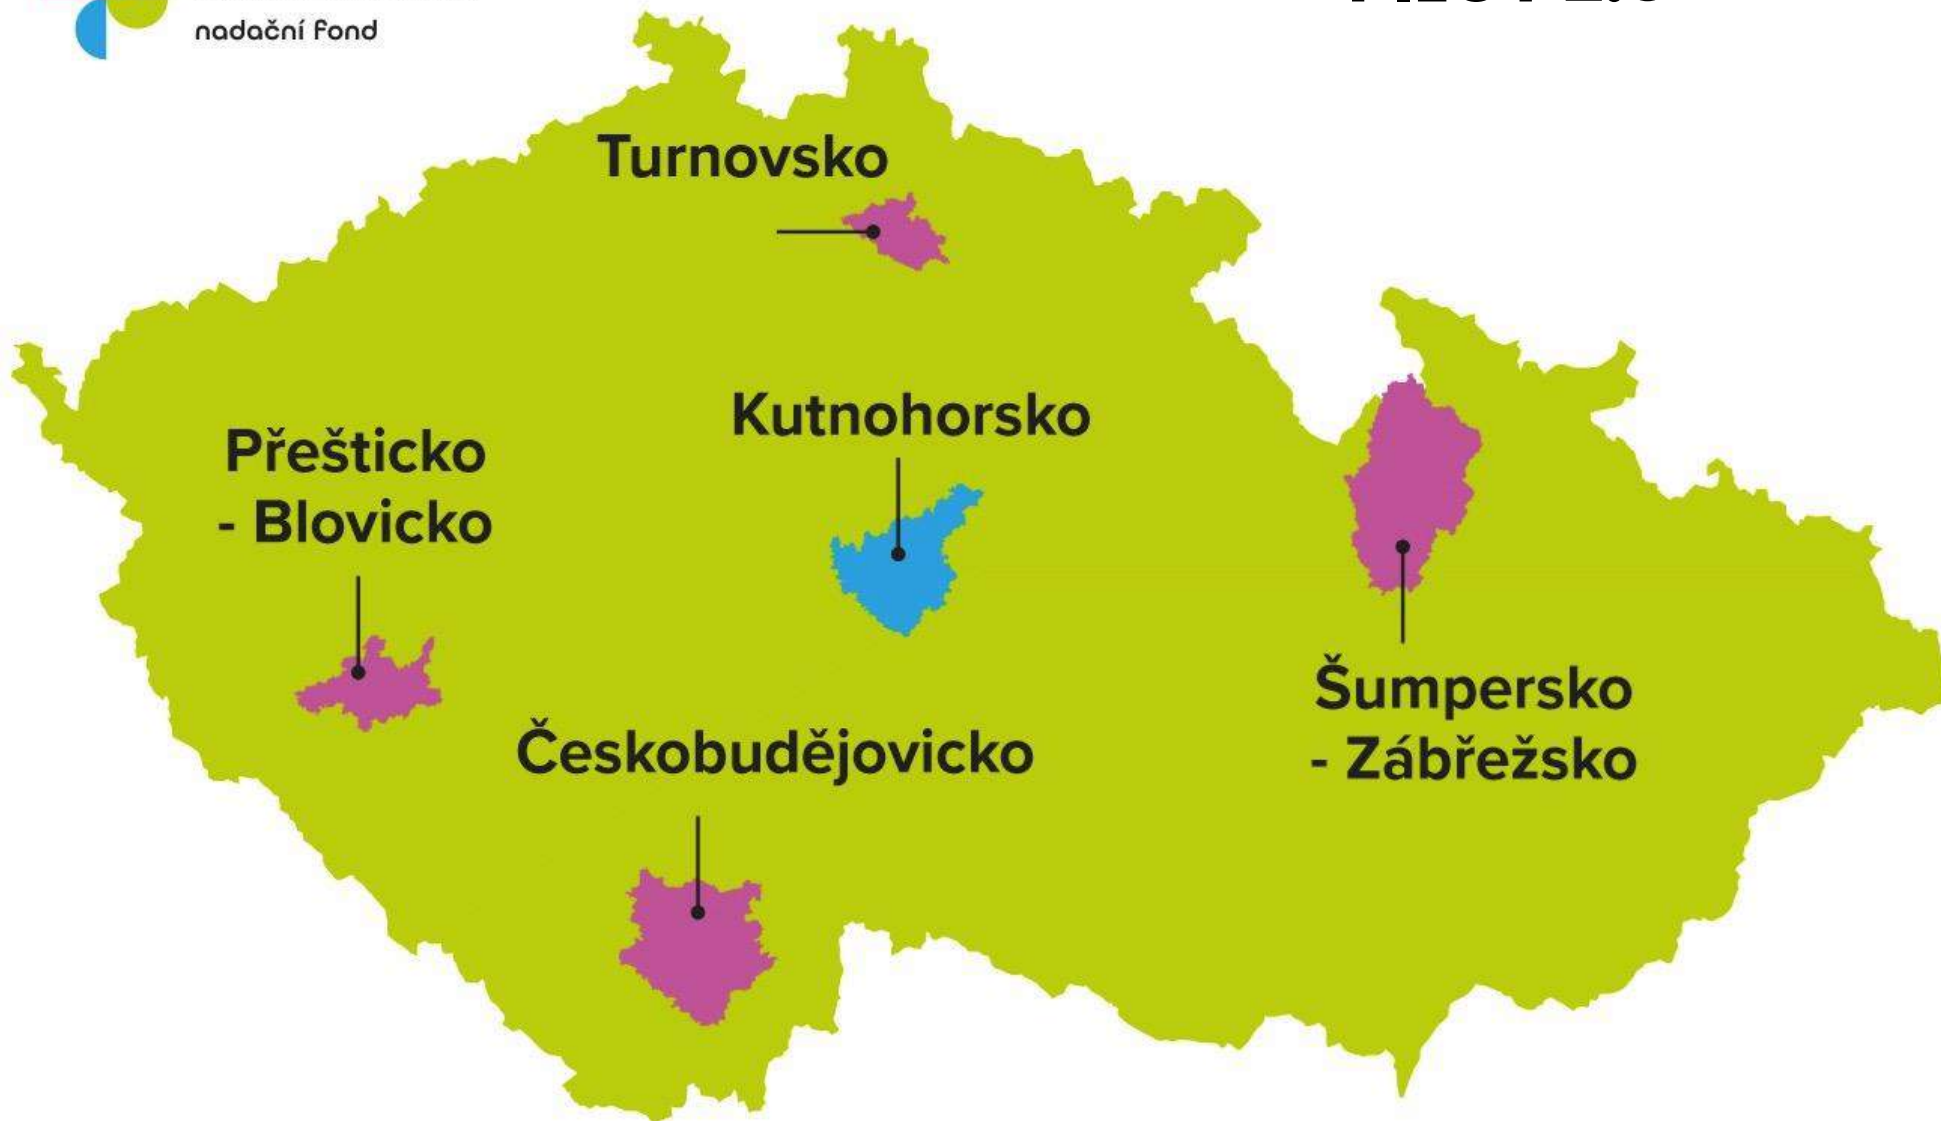 nadační fond
Turnovsko
Kutnohorsko
Přešticko
- Blovicko
Šumpersko
- Zábřežsko
Českobudějovicko